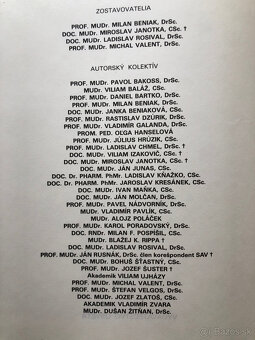 ZOSTAVOVATELIA
PROF. MUDr. MILAN BENIAK, DrSc.
DOC. MUDr. MIROSLAV JANOTKA, CSc. †
DOC. MUDr. LADISLAV ROSIVAL, DrSc.
PROF. MUDr. MICHAL VALENT, DrSc.
AUTORSKÝ KOLEKTÍV
PROF. MUDr. PAVOL BAKOSS, DrSc.
MUDr. VILIAM BALÁŽ, CSc.
PROF. MUDr. DANIEL BARTKO, DrSc.
PROF. MUDr. MILAN BENIAK, DrSc.
DOC. MUDr. JANKA BENIAKOVÁ, CSc.
PROF. MUDr. RASTISLAV DZÚRIK, DrSc.
PROF. MUDr. VLADIMÍR GALANDA, DrSc.
PROM. PED. OĽGA HANSELOVÁ
PROF. MUDr. JÚLIUS HRÚZIK, CSc.
PROF. MUDr. LADISLAV CHMEL, DrSc. †
DOC. MUDr. VILIAM IZAKOVIČ, CSc. †
DOC. MUDr. MIROSLAV JANOTKA, CSc. †
DOC. MUDr. JÁN JUNAS, CSc.
DOC. Dr. PHARM. PhMr. LADISLAV KŇAŽKO, CSc.
DOC. Dr. PHARM. PhMr. JAROSLAV KRESÁNEK, CSc.
DOC. MUDr. IVAN MAŇKA, CSc.
DOC. MUDr. JÁN MOLČAN, DrSc.
PROF. MUDr. PAVEL NÁDVORNÍK, DrSc.
MUDr. VLADIMÍR PAVLÍK, CSc.
MUDr. ALOJZ POLÁČEK
PROF. MUDr. KAROL PORADOVSKÝ, DrSc.
DOC. RNDr. MILAN F. POSPÍŠIL, DrSc.
MUDr. BLAŽEJ K. RIPPA †
DOC. MUDr. LADISLAV ROSIVAL, DrSc.
PROF. MUDr. JÁN RUSNÁK, DrSc. člen korešpondent SAV †
DOC. MUDr. BOHUŠ ŠŤASTNÝ, CSc.
PROF. MUDr. JOZEF ŠUSTER †
Akademik VILIAM UJHÁZY
PROF. MUDr. MICHAL VALENT, DrSc.
PROF. MUDr. ŠTEFAN VELGOS, DrSc.
DOC. MUDr. JOZEF ZLATOŠ, CSc.
AKADEMIK VLADIMÍR ZVARA
MUDr. DUŠAN ŽITŇAN, DrSc.